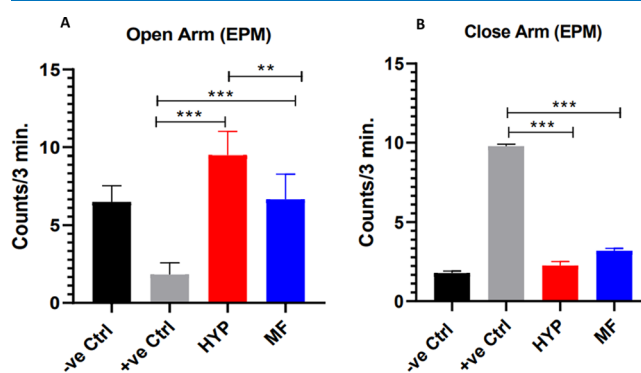 A
Open Arm (EPM)
15
10
5
0
Counts/3 min.
**
***
***
-ve Ctrl
+ve Ctrl
HYP
MF
B
Close Arm (EPM)
15
10
5
0
Counts/3 min.
***
***
-ve Ctrl
+ve Ctrl
HYP
MF